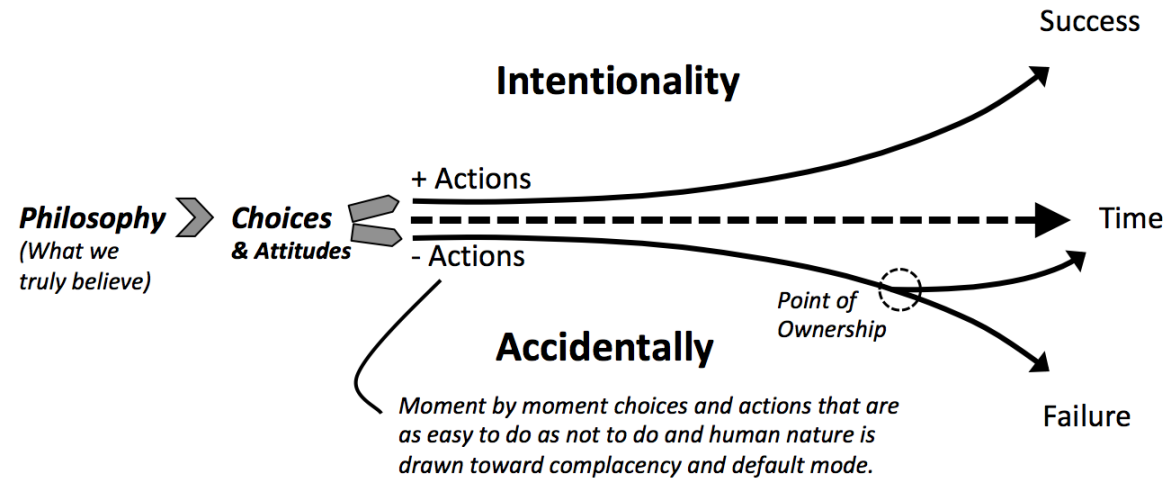 Success
Intentionality
+ Actions
Philosophy
(What we
truly believe)
Choices
& Attitudes
Time
- Actions
Point of
Ownership
Accidentally
Moment by moment choices and actions that are
as easy to do as not to do and human nature is
drawn toward complacency and default mode.
Failure